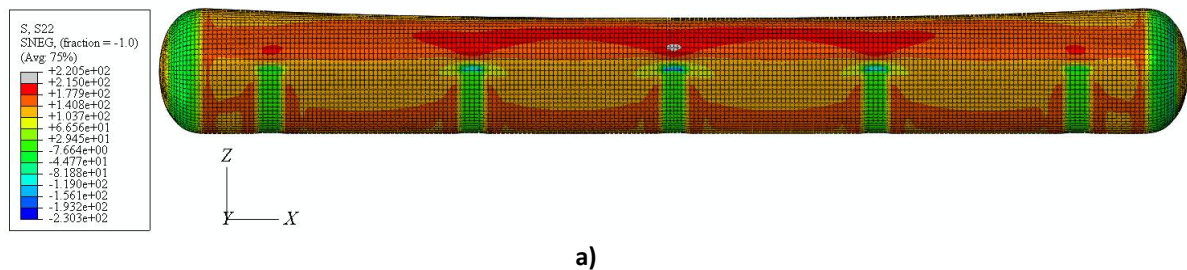 S, S22
SNEG, (fraction = -1.0)
(Avg: 75%)
+2.205e+02
+2.150e+02
+1.779e+02
+1.408e+02
+1.037e+02
+6.656e+01
+2.945e+01
-7.664e+00
-4.477e+01
-8.188e+01
-1.190e+02
-1.561e+02
-1.932e+02
-2.303e+02
Z
Y X
a)